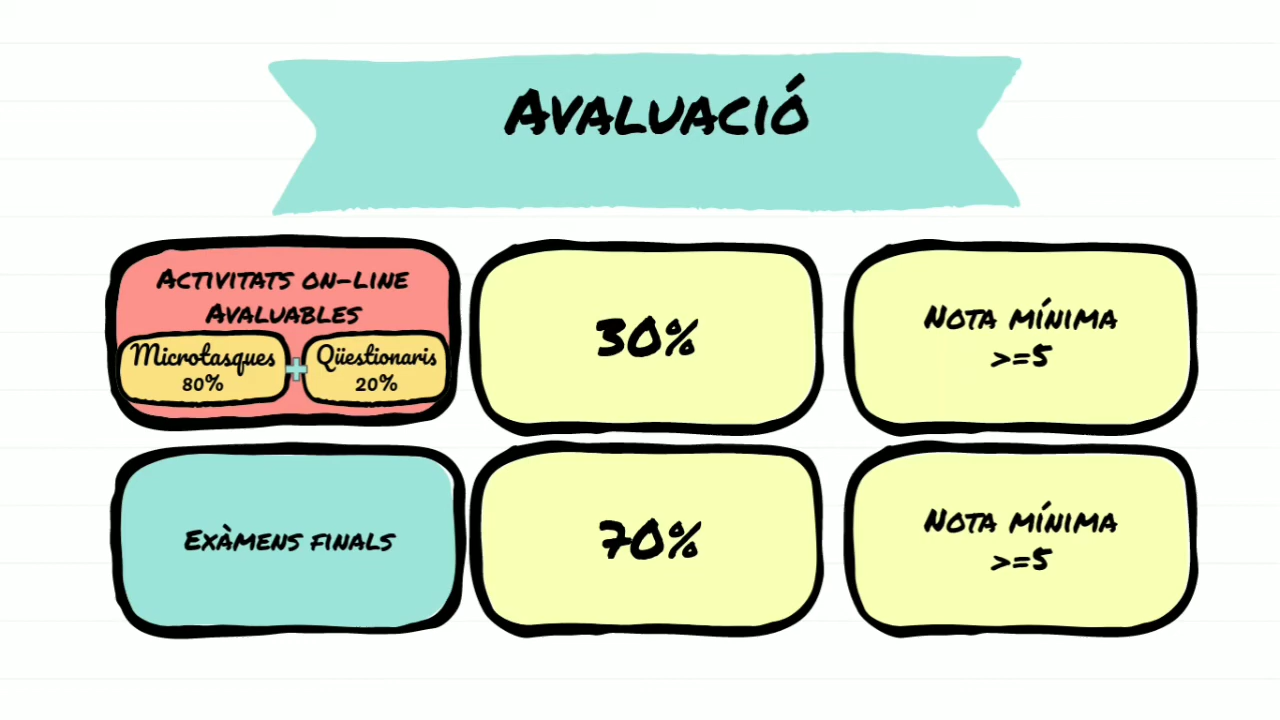 Avaluació
Activitats on-line
Avaluables
Microtasques
80%
+
Qüestionaris
20%
30%
Nota mínima
>=5
Exàmens finals
70%
Nota mínima
>=5